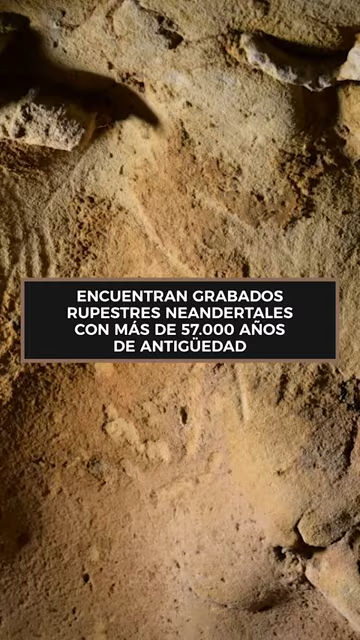 ENCUENTRAN GRABADOS
RUPESTRES NEANDERTALES
CON MÁS DE 57.000 AÑOS
DE ANTIGÜEDAD